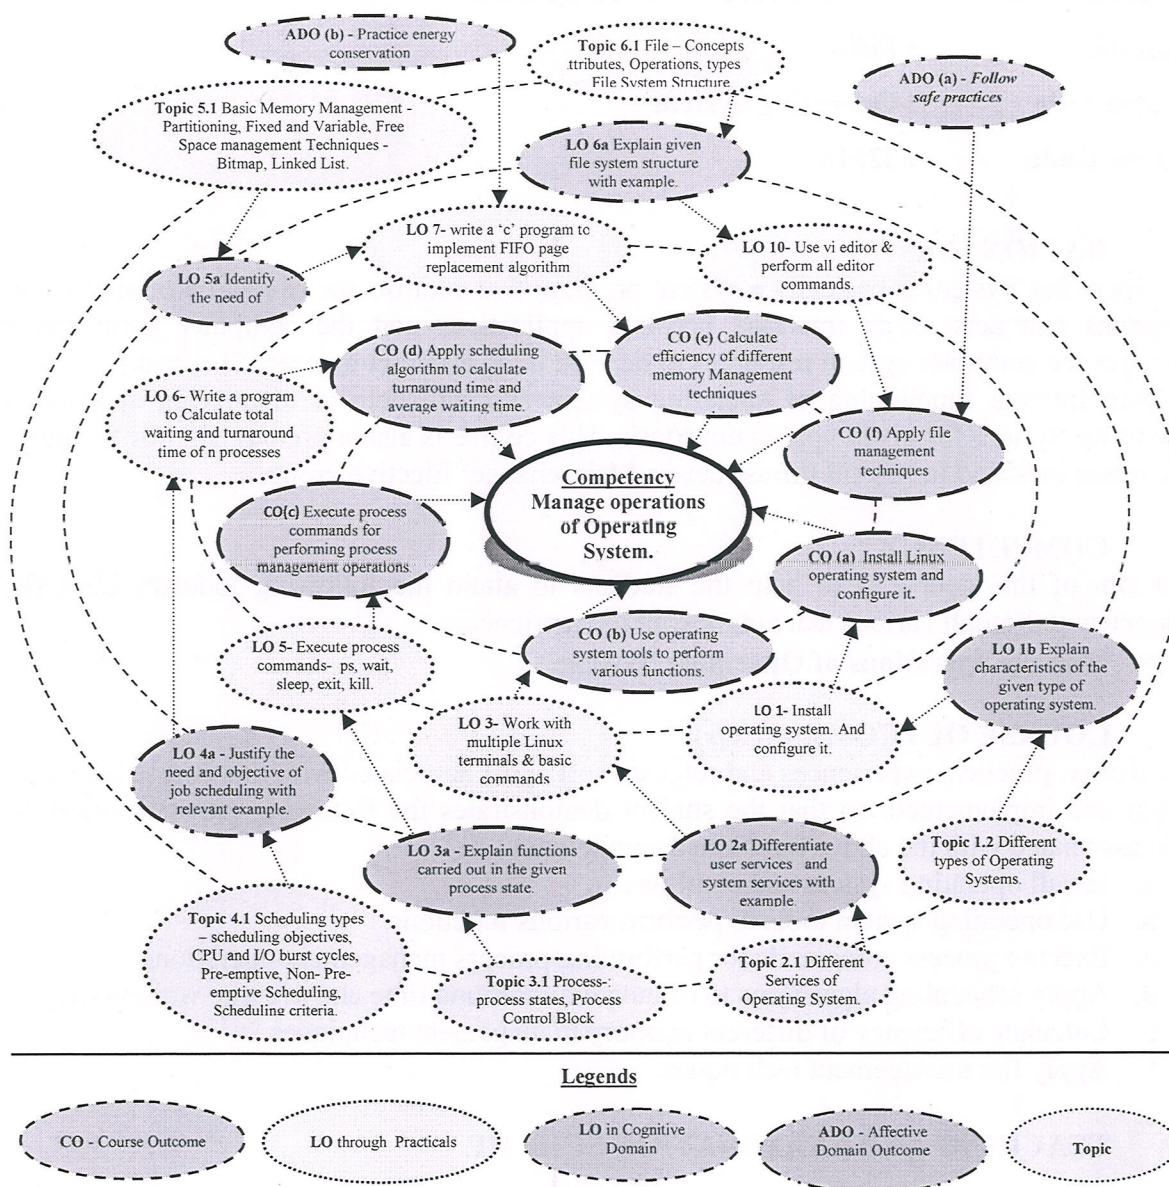 ADO (b) - Practice energy
conservation
Topic 6.1 File – Concepts
ttributes, Operations, types
File System Structure
ADO (a) - Follow
safe practices
Topic 5.1 Basic Memory Management -
Partitioning, Fixed and Variable, Free
Space management Techniques -
Bitmap, Linked List.
LO 6a Explain given
file system structure
with example.
LO 7- write a ‘c’ program to
implement FIFO page
replacement algorithm
LO 10- Use vi editor &
perform all editor
commands.
LO 5a Identify
the need of
CO (d) Apply scheduling
algorithm to calculate
turnaround time and
average waiting time.
CO (e) Calculate
efficiency of different
memory Management
techniques
LO 6- Write a program
to Calculate total
waiting and turnaround
time of n processes
CO (f) Apply file
management
techniques
Competency
Manage operations
of Operating
System.
CO(c) Execute process
commands for
performing process
management operations.
CO (a) Install Linux
operating system and
configure it.
CO (b) Use operating
system tools to perform
various functions.
LO 5- Execute process
commands- ps, wait,
sleep, exit, kill.
LO 1b Explain
characteristics of the
given type of
operating system.
LO 3- Work with
multiple Linux
terminals & basic
commands
LO 1- Install
operating system. And
configure it.
LO 4a - Justify the
need and objective of
job scheduling with
relevant example.
LO 3a - Explain functions
carried out in the given
process state.
LO 2a Differentiate
user services and
system services with
example.
Topic 1.2 Different
types of Operating
Systems.
Topic 4.1 Scheduling types
– scheduling objectives,
CPU and I/O burst cycles,
Pre-emptive, Non- Pre-
emptive Scheduling,
Scheduling criteria.
Topic 3.1 Process-
process states, Process
Control Block
Topic 2.1 Different
Services of
Operating System.
Legends
CO - Course Outcome
LO through Practicals
LO in Cognitive
Domain
ADO - Affective
Domain Outcome
Topic